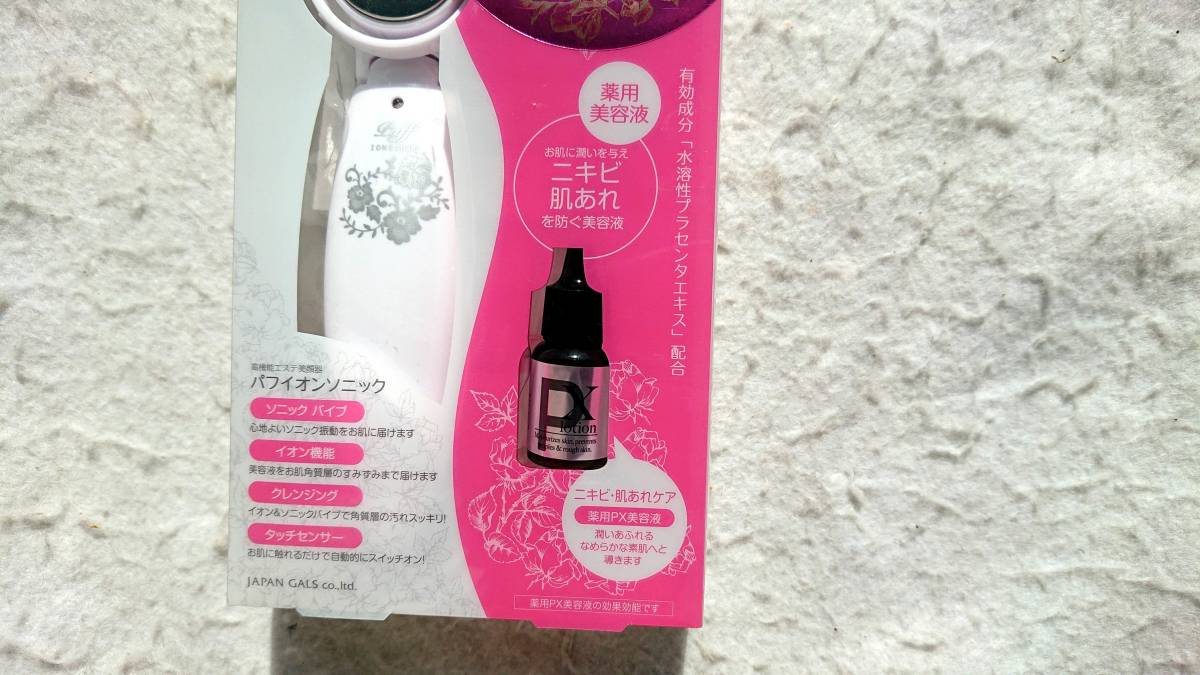 Puff
薬用
美容液
お肌に潤いを与え
ニキビ
肌あれ
を防ぐ美容液
有効成分「水溶性プラセンタエキス」配合
PX
lotion
Moisturizes skin, prevents
& rough skin.
高機能エステ美顔器
パフイオンソニック
ソニック バイブ
心地よいソニック振動をお肌に届けます
イオン機能
美容液をお肌角質層のすみずみまで届けます
クレンジング
イオン&ソニックバイブで角質層の汚れスッキリ!
タッチセンサー
お肌に触れるだけで自動的にスイッチオン!
JAPAN GALS co.,ltd.
ニキビ・肌あれケア
薬用PX美容液
潤いあふれる
なめらかな素肌へと
導きます
薬用PX美容液の効果効能です